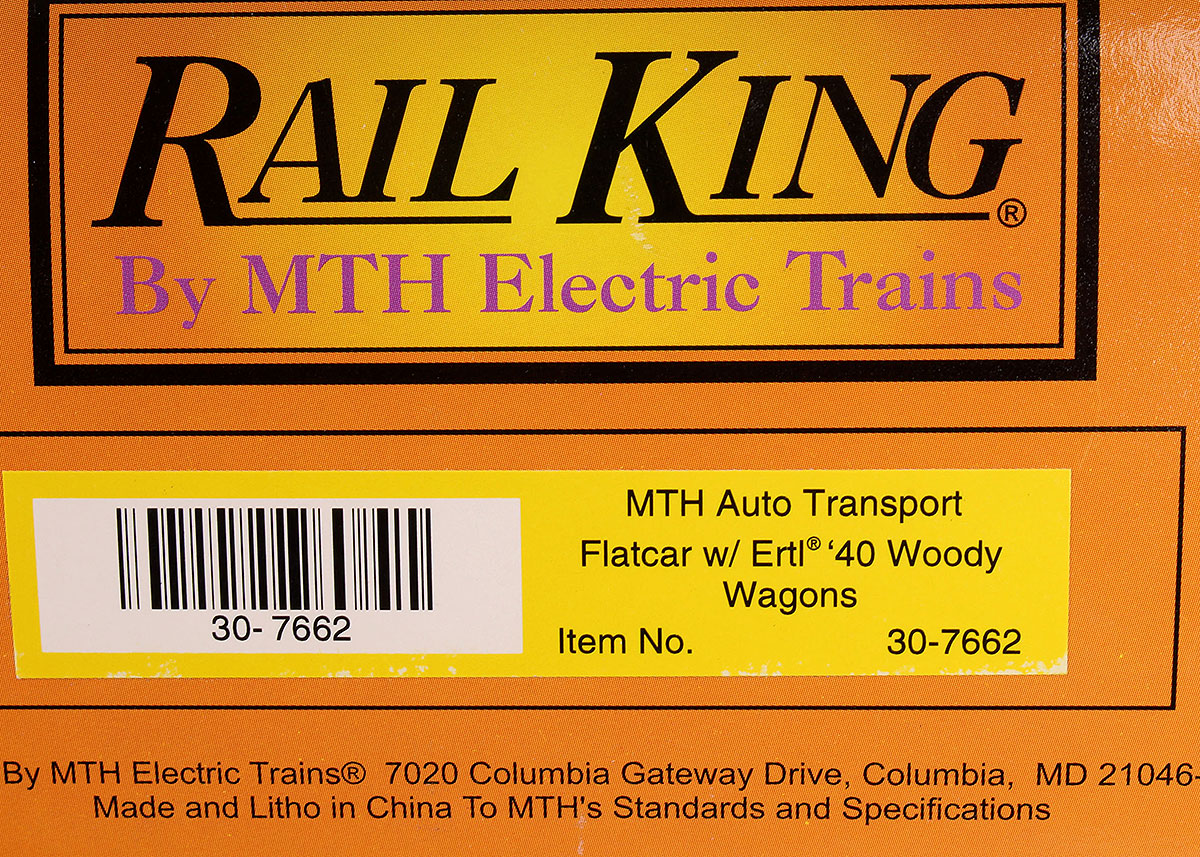 RAIL KING®
By MTH Electric Trains
MTH Auto Transport
Flatcar w/ Ertl® ‘40 Woody
Wagons
30- 7662
Item No. 30-7662
By MTH Electric Trains® 7020 Columbia Gateway Drive, Columbia, MD 21046-
Made and Litho in China To MTH's Standards and Specifications